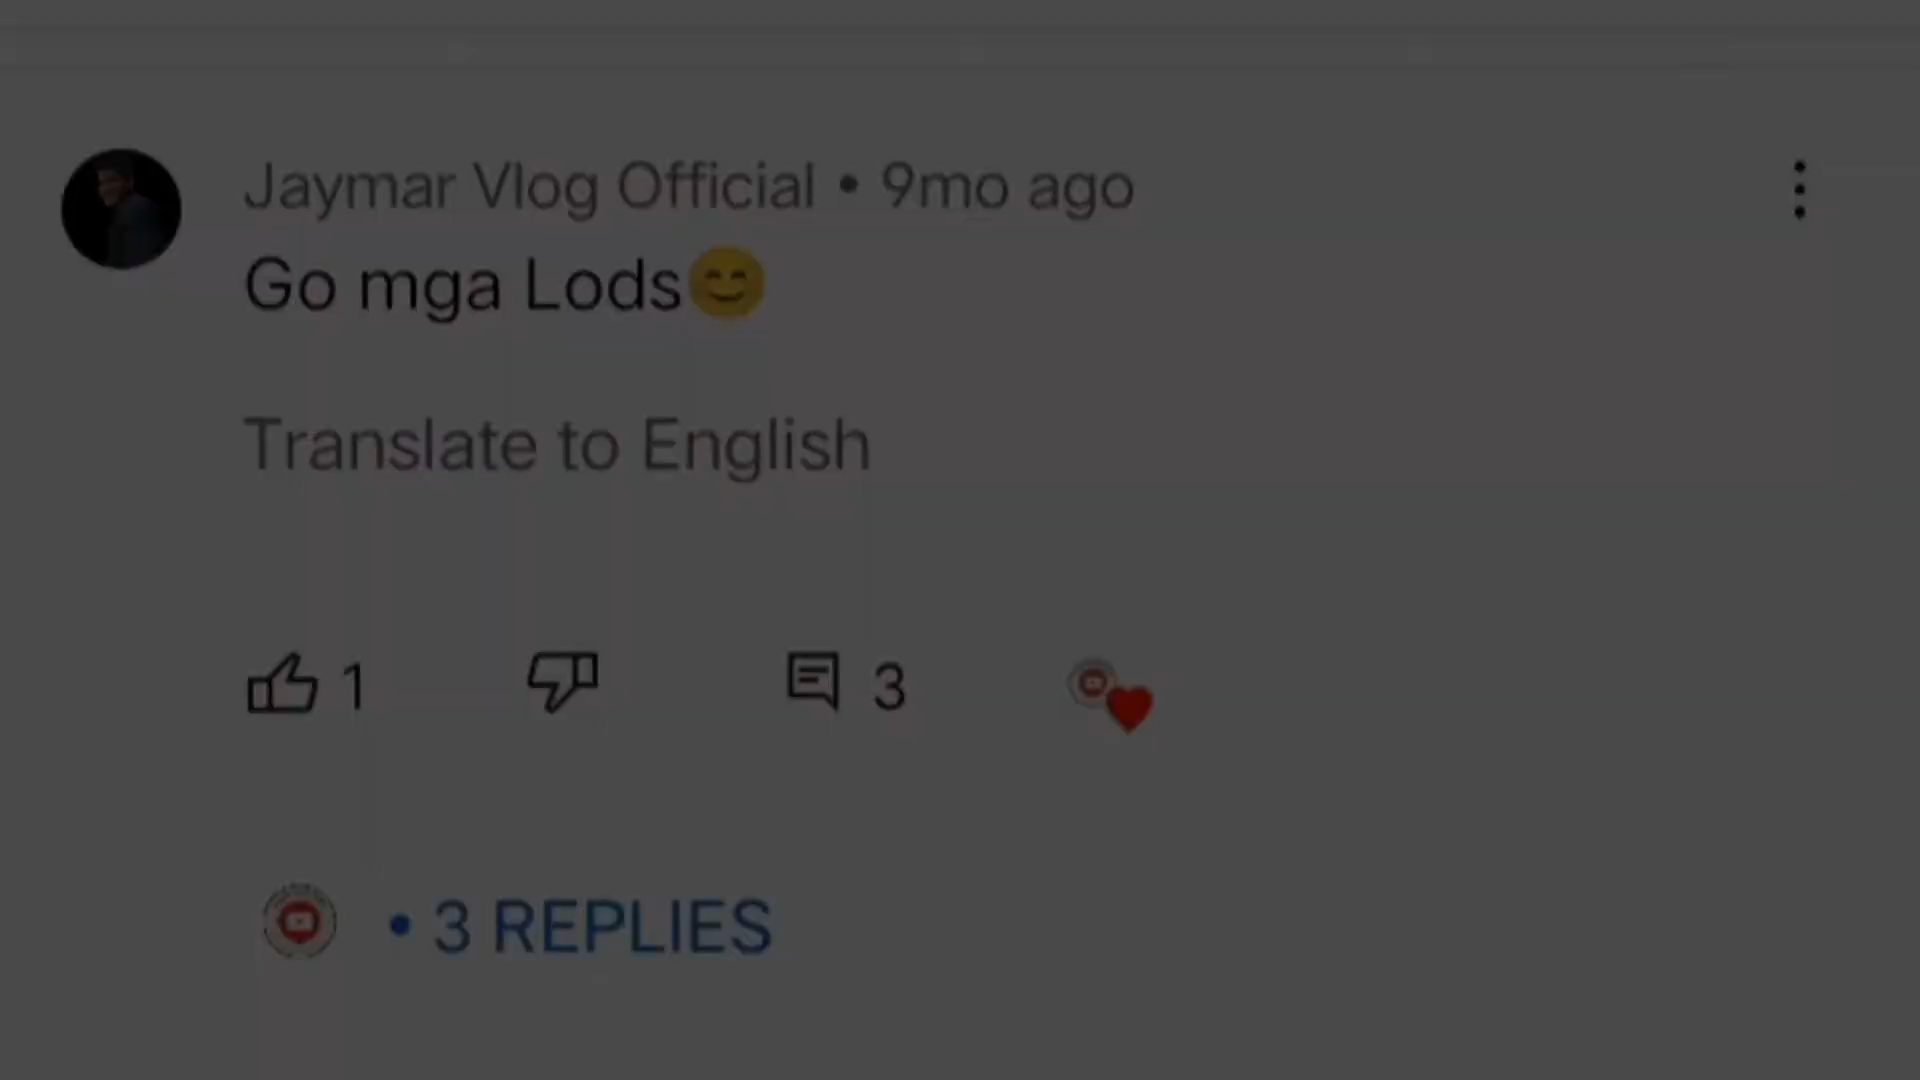 Jaymar Vlog Official • 9mo ago
Go mga Lods😊
Translate to English
1
3
• 3 REPLIES